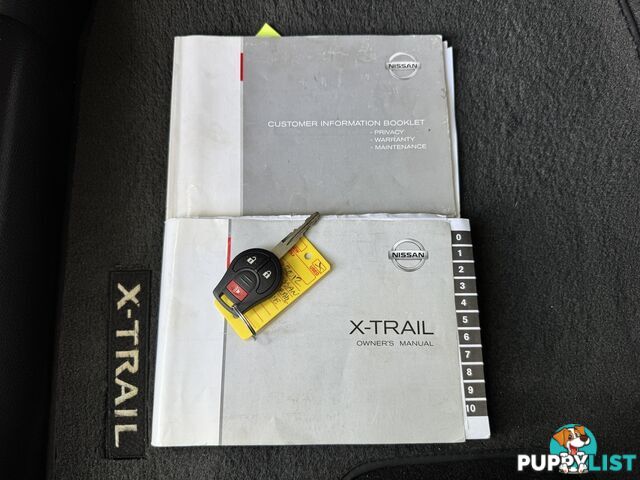 NISSAN
CUSTOMER INFORMATION BOOKLET
- PRIVACY
- WARRANTY
- MAINTENANCE
NISSAN
X-TRAIL
OWNER'S MANUAL
0
1
2
3
4
5
6
7
8
9
10
X-TRAIL
PUPPYLIST